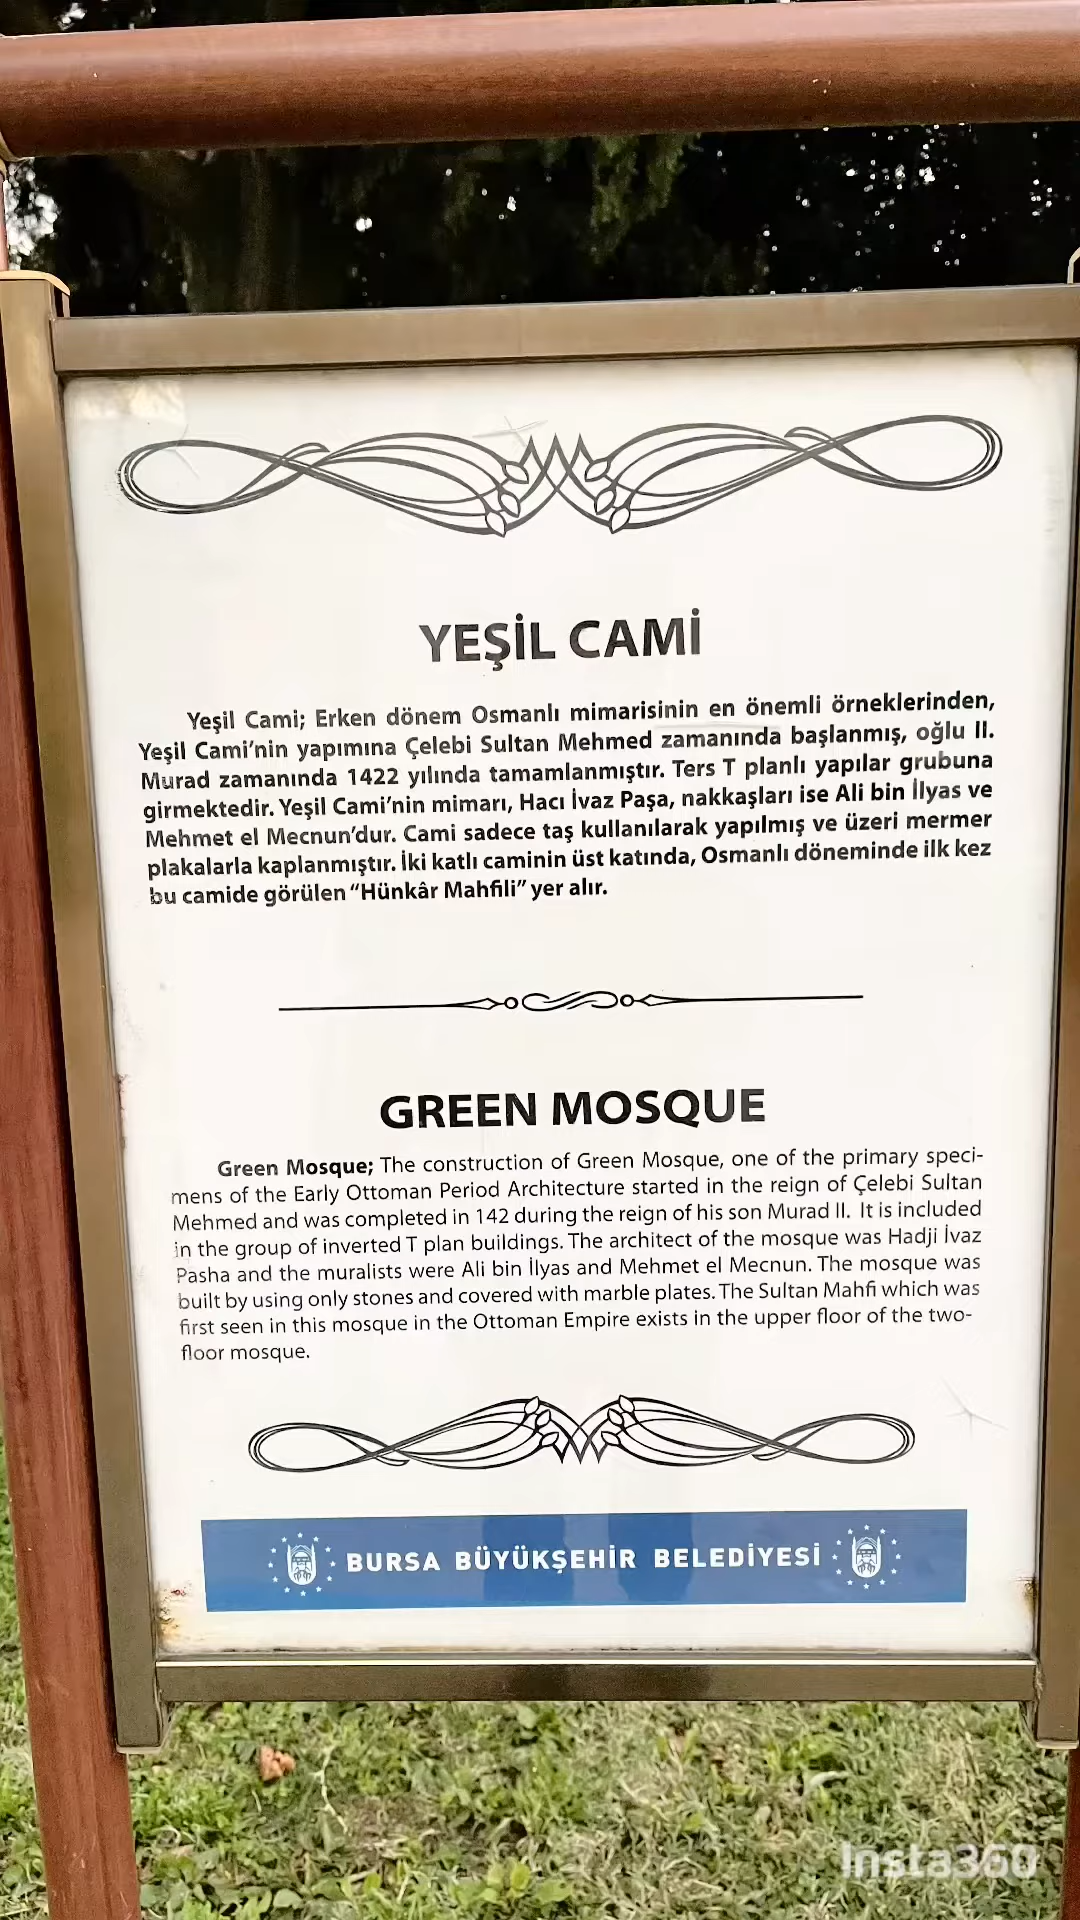 YEŞİL CAMİ
Yeşil Cami; Erken dönem Osmanlı mimarisinin en önemli örneklerinden,
Yeşil Cami’nin yapımına Çelebi Sultan Mehmed zamanında başlanmış, oğlu II.
Murad zamanında 1422 yılında tamamlanmıştır. Ters T planlı yapılar grubuna
girmektedir. Yeşil Cami’nin mimarı, Hacı İvaz Paşa, nakkaşları ise Ali bin İlyas ve
Mehmet el Mecnun’dur. Cami sadece taş kullanılarak yapılmış ve üzeri mermer
plakalarla kaplanmıştır. İki katlı caminin üst katında, Osmanlı döneminde ilk kez
bu camide görülen “Hünkâr Mahfili” yer alır.
GREEN MOSQUE
Green Mosque; The construction of Green Mosque, one of the primary speci-
mens of the Early Ottoman Period Architecture started in the reign of Çelebi Sultan
Mehmed and was completed in 142 during the reign of his son Murad II. It is included
in the group of inverted T plan buildings. The architect of the mosque was Hadji İvaz
Pasha and the muralists were Ali bin İlyas and Mehmet el Mecnun. The mosque was
built by using only stones and covered with marble plates. The Sultan Mahfi which was
first seen in this mosque in the Ottoman Empire exists in the upper floor of the two-
floor mosque.
BURSA BÜYÜKŞEHİR BELEDİYESİ
Insta360